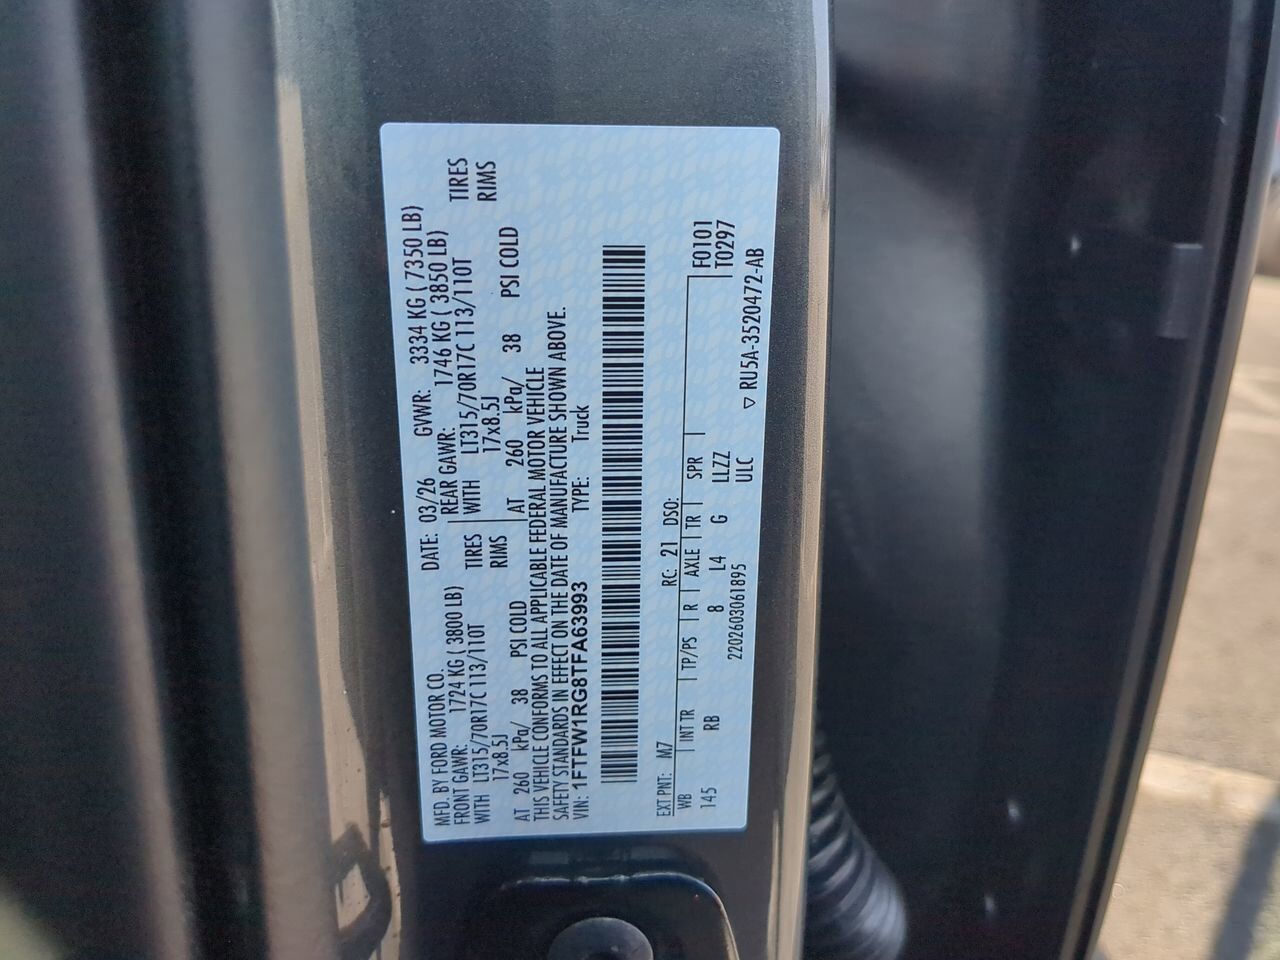 MFD. BY FORD MOTOR CO.
DATE: 03/26 GVWR: 3334 KG ( 7350 LB)
FRONT GAWR: 1724 KG ( 3800 LB) REAR GAWR: 1746 KG ( 3850 LB)
WITH LT315/70R17C 113/110T TIRES WITH LT315/70R17C 113/110T TIRES
17x8.5J RIMS 17x8.5J RIMS
AT 260 kPa/ 38 PSI COLD AT 260 kPa/ 38 PSI COLD
THIS VEHICLE CONFORMS TO ALL APPLICABLE FEDERAL MOTOR VEHICLE
SAFETY STANDARDS IN EFFECT ON THE DATE OF MANUFACTURE SHOWN ABOVE.
VIN: 1FTFW1RG8TFA63993 TYPE: Truck
EXT PNT: M7 RC: 21 DSO:
WB INT TR TP/PS R AXLE TR SPR F0101
145 RB 8 L4 G LLZZ T0297
2202603061895 ULC ▽ RU5A-3520472-AB